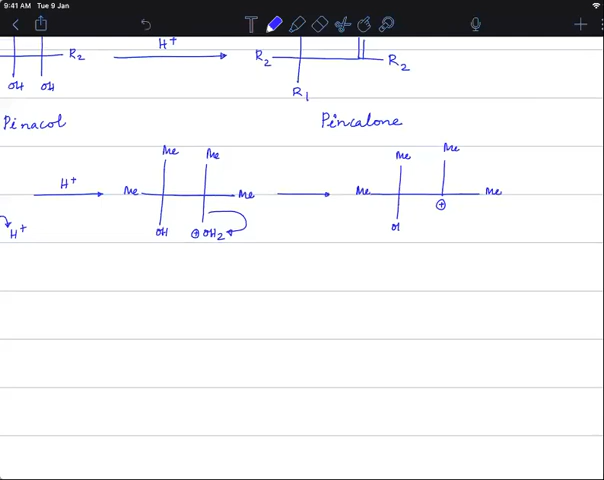 9:41 AM Tue 9 Jan
T
H+
R2
R2
R2
OH OH
R1
Pinacol
Pincalone
Me Me
Me Me
H+
Me Me
Me Me
H+
OH
⊕OH2
⊕